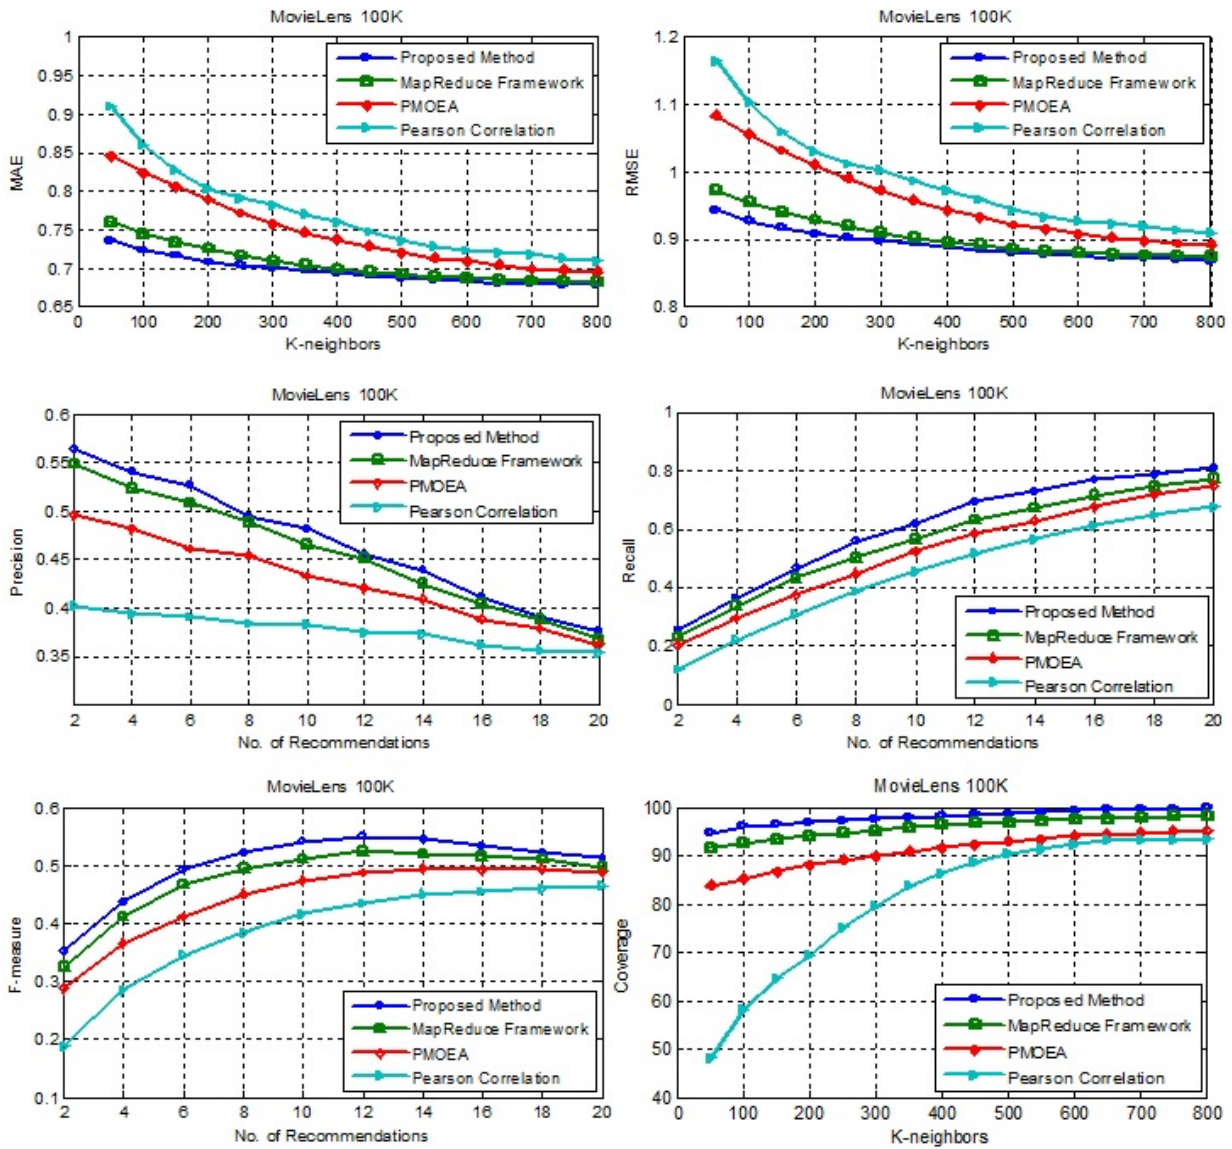 MovieLens 100K
1
0.95
0.9
0.85
0.8
0.75
0.7
0.65
MAE
Proposed Method
MapReduce Framework
PMOEA
Pearson Correlation
0 100 200 300 400 500 600 700 800
K-neighbors
MovieLens 100K
1.2
1.1
1
0.9
0.8
RMSE
Proposed Method
MapReduce Framework
PMOEA
Pearson Correlation
0 100 200 300 400 500 600 700 800
K-neighbors
MovieLens 100K
0.6
0.55
0.5
0.45
0.4
0.35
Precision
Proposed Method
MapReduce Framework
PMOEA
Pearson Correlation
2 4 6 8 10 12 14 16 18 20
No. of Recommendations
MovieLens 100K
1
0.8
0.6
0.4
0.2
0
Recall
Proposed Method
MapReduce Framework
PMOEA
Pearson Correlation
2 4 6 8 10 12 14 16 18 20
No. of Recommendations
MovieLens 100K
0.6
0.5
0.4
0.3
0.2
0.1
F-measure
Proposed Method
MapReduce Framework
PMOEA
Pearson Correlation
2 4 6 8 10 12 14 16 18 20
No. of Recommendations
MovieLens 100K
100
90
80
70
60
50
40
Coverage
Proposed Method
MapReduce Framework
PMOEA
Pearson Correlation
0 100 200 300 400 500 600 700 800
K-neighbors